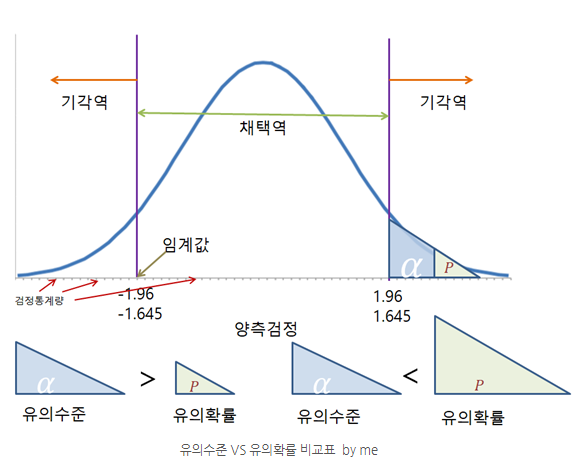 기각역
기각역
채택역
임계값
α
P
검정통계량
-1.96
-1.645
1.96
1.645
양측검정
α
>
P
α
<
P
유의수준
유의확률
유의수준
유의확률
유의수준 VS 유의확률 비교표 by me